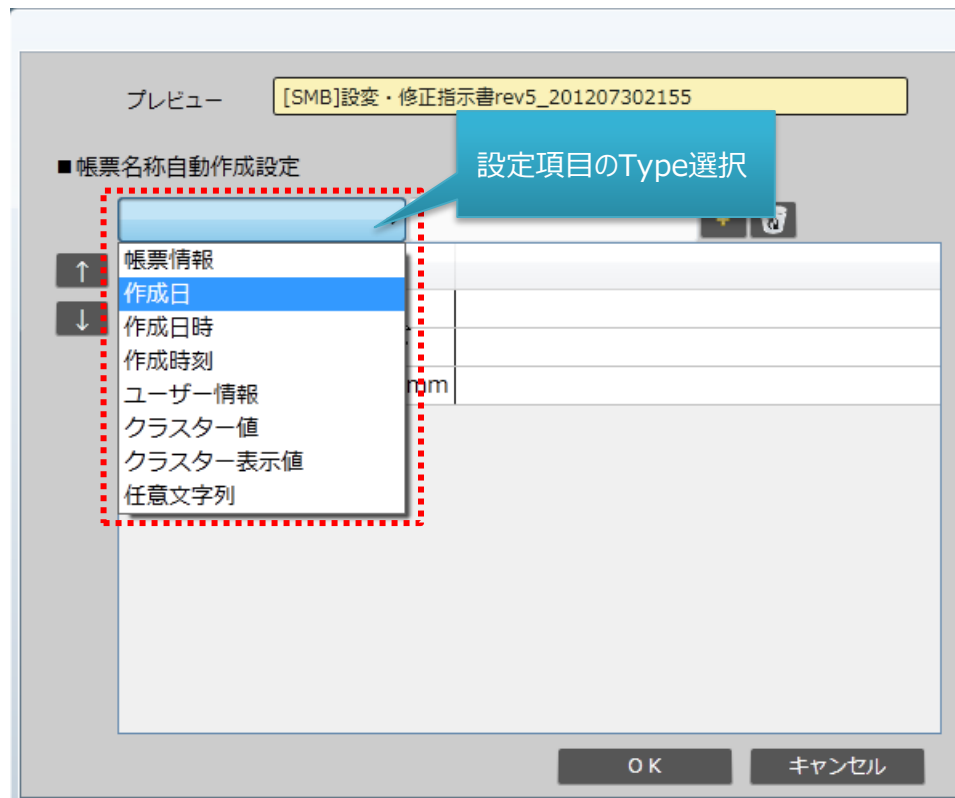 プレビュー
[SMB]設変・修正指示書rev5_201207302155
設定項目のType選択
■帳票名称自動作成設定
+
↑
↓
帳票情報
作成日
作成日時
作成時刻
ユーザー情報
クラスター値
クラスター表示値
任意文字列
mm
OK
キャンセル